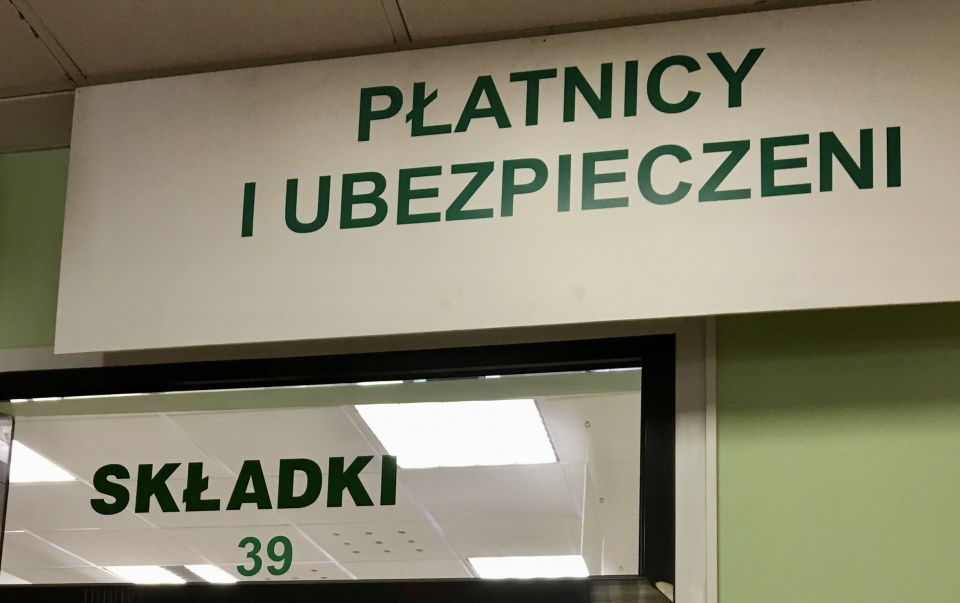 PŁATNICY
I UBEZPIECZENI
SKŁADKI
39